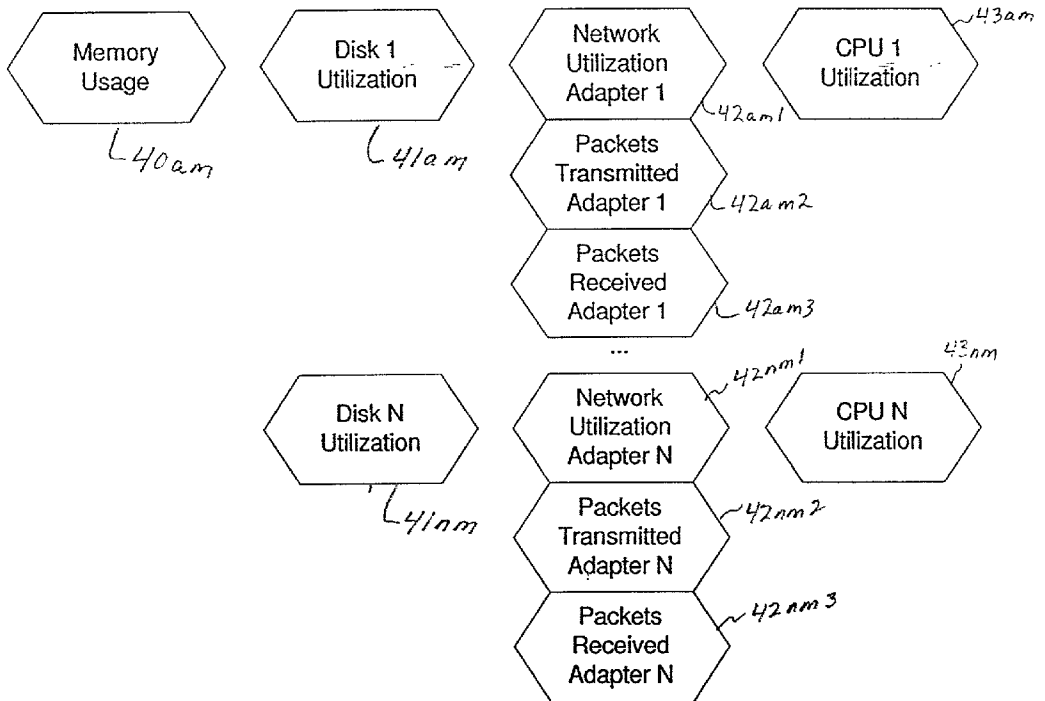 Memory
Usage
40am
Disk 1
Utilization
41am
Network
Utilization
Adapter 1
42am1
Packets
Transmitted
Adapter 1
42am2
Packets
Received
Adapter 1
42am3
CPU 1
Utilization
43am
...
Disk N
Utilization
41nm
Network
Utilization
Adapter N
42nm1
Packets
Transmitted
Adapter N
42nm2
Packets
Received
Adapter N
42nm3
CPU N
Utilization
43nm